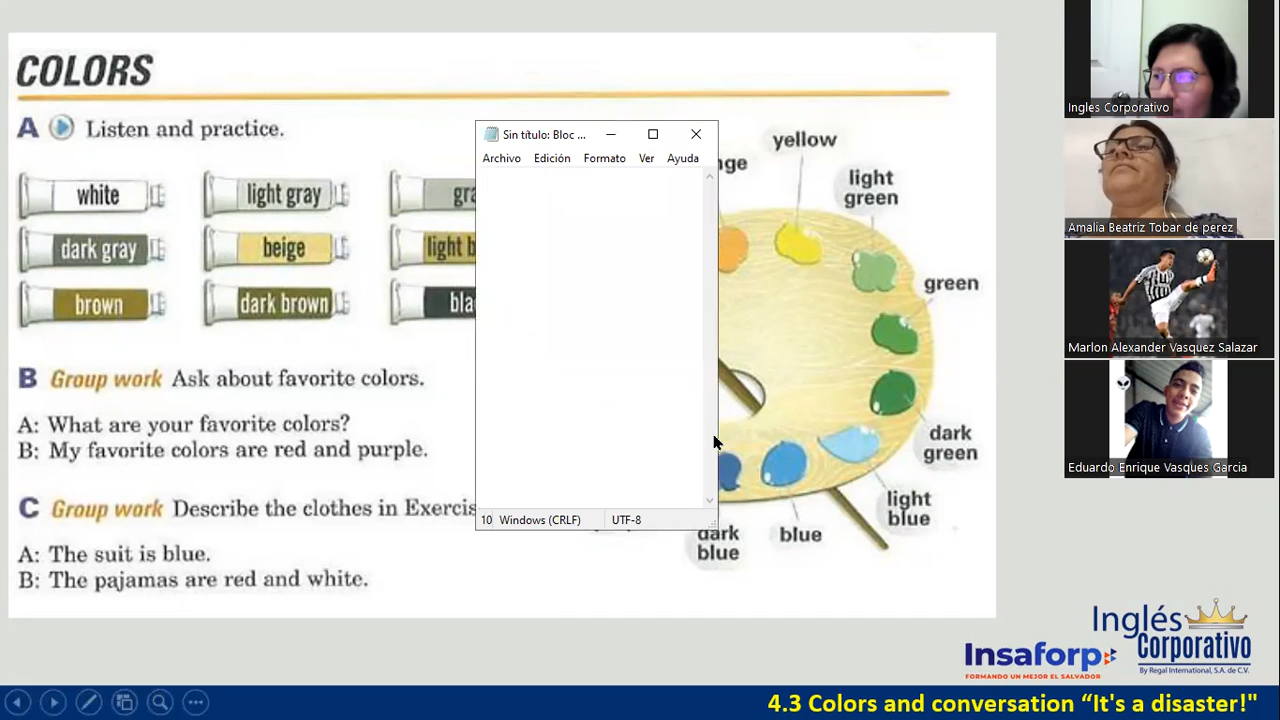 COLORS
A Listen and practice.
white
light gray
dark gray
beige
brown
dark brown
B Group work Ask about favorite colors.
A: What are your favorite colors?
B: My favorite colors are red and purple.
C Group work Describe the clothes in
A: The suit is blue.
B: The pajamas are red and white.
Sin título: Bloc ...
Archivo Edición Formato Ver Ayuda
10 Windows (CRLF) UTF-8
yellow
light
green
green
dark
green
light
blue
blue
dark
blue
Ingles Corporativo
Amalia Beatriz Tobar de perez
Marlon Alexander Vasquez Salazar
Eduardo Enrique Vasques Garcia
Insaforp
FORMANDO UN MEJOR EL SALVADOR
Inglés
Corporativo
By Regal International, S.A. de C.V.
4.3 Colors and conversation “It's a disaster!"